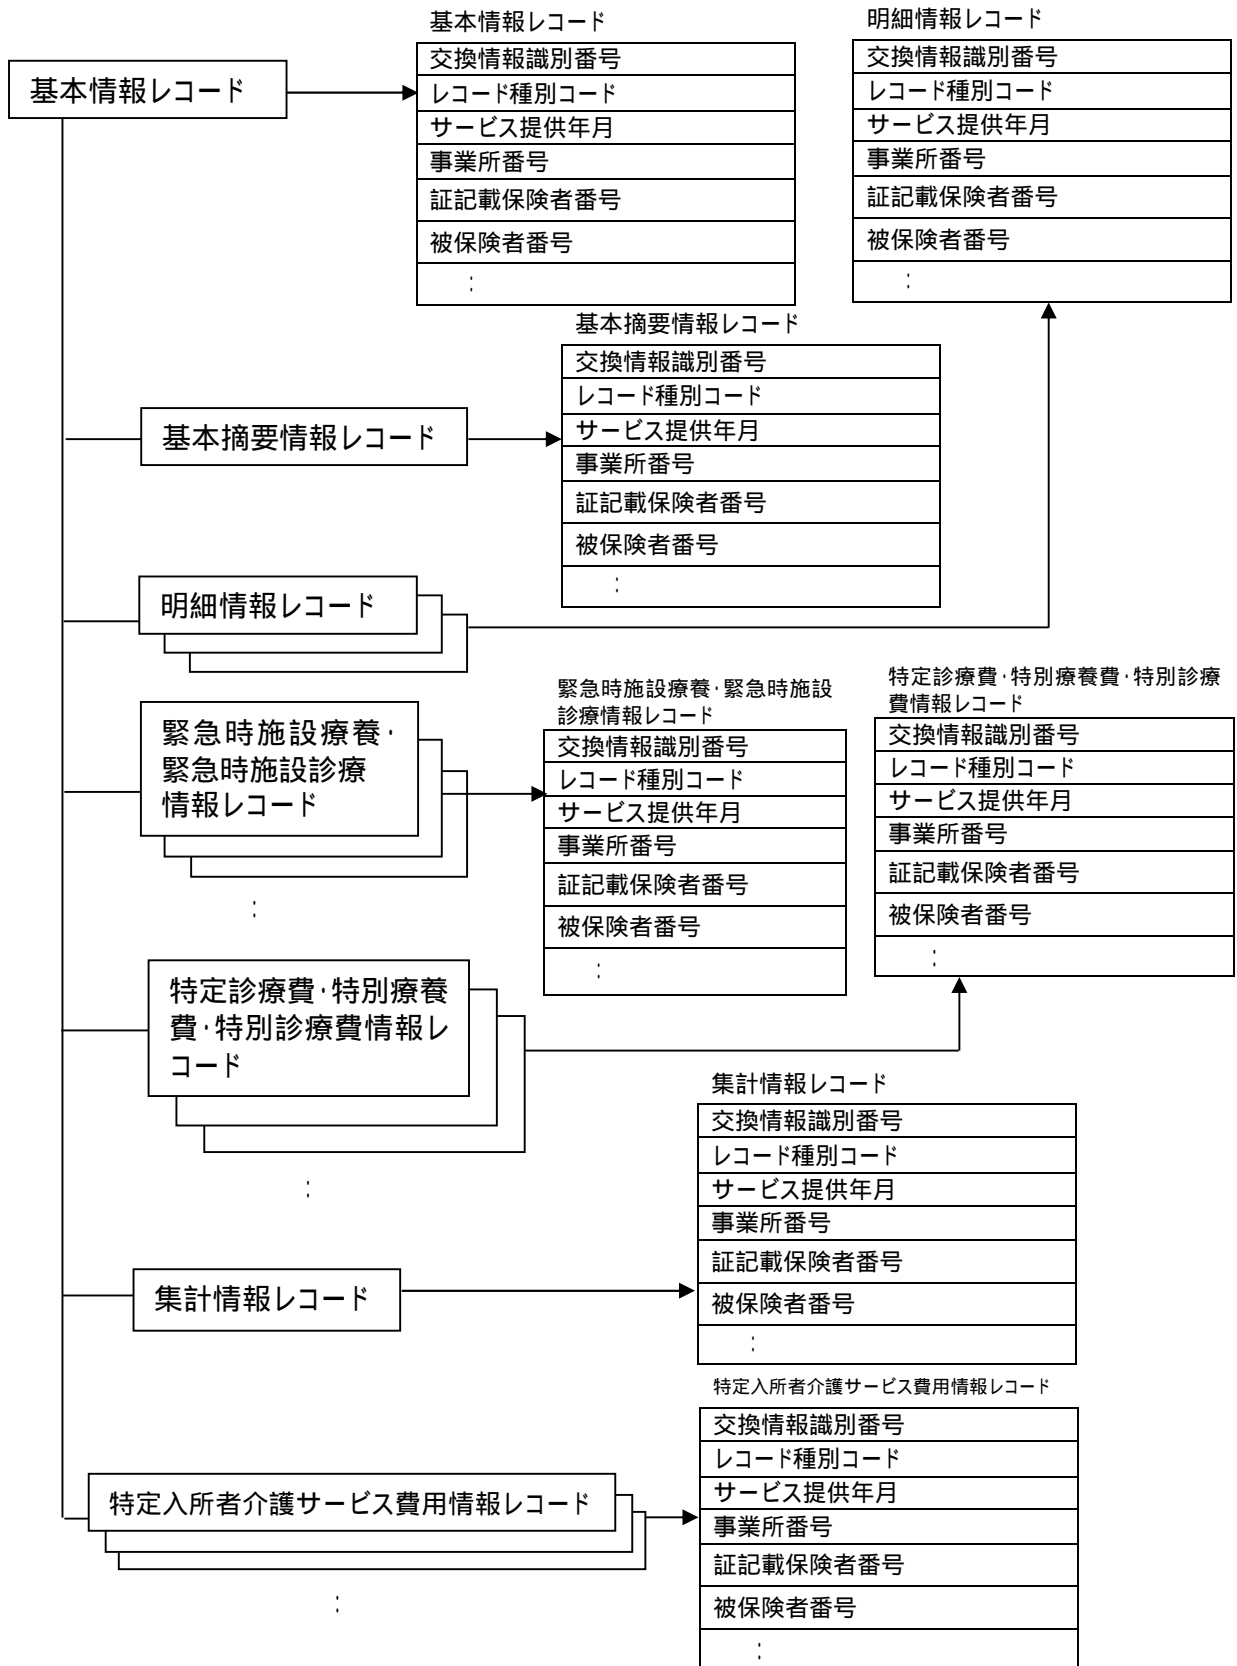 基本情報レコード
基本情報レコード
交換情報識別番号
レコード種別コード
サービス提供年月
事業所番号
証記載保険者番号
被保険者番号
:
明細情報レコード
交換情報識別番号
レコード種別コード
サービス提供年月
事業所番号
証記載保険者番号
被保険者番号
:
基本摘要情報レコード
基本摘要情報レコード
交換情報識別番号
レコード種別コード
サービス提供年月
事業所番号
証記載保険者番号
被保険者番号
:
明細情報レコード
緊急時施設療養・
緊急時施設診療
情報レコード
:
緊急時施設療養・緊急時施設
診療情報レコード
交換情報識別番号
レコード種別コード
サービス提供年月
事業所番号
証記載保険者番号
被保険者番号
:
特定診療費・特別療養費・特別診療
費情報レコード
交換情報識別番号
レコード種別コード
サービス提供年月
事業所番号
証記載保険者番号
被保険者番号
:
特定診療費・特別療養
費・特別診療費情報レ
コード
:
集計情報レコード
集計情報レコード
交換情報識別番号
レコード種別コード
サービス提供年月
事業所番号
証記載保険者番号
被保険者番号
:
特定入所者介護サービス費用情報レコード
:
特定入所者介護サービス費用情報レコード
交換情報識別番号
レコード種別コード
サービス提供年月
事業所番号
証記載保険者番号
被保険者番号
: